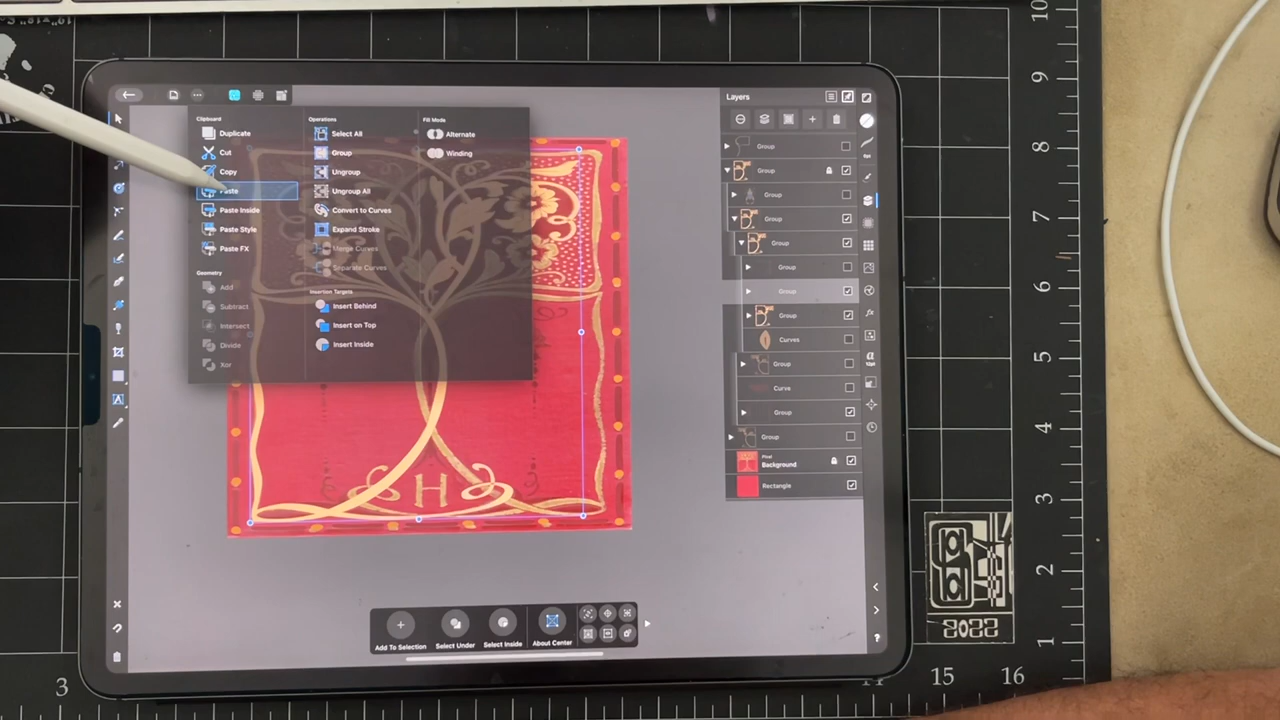 Clipboard
Duplicate
Cut
Copy
Paste
Paste Inside
Paste Style
Paste FX
Geometry
Add
Subtract
Intersect
Divide
Xor
Operations
Select All
Group
Ungroup
Ungroup All
Convert to Curves
Expand Stroke
Merge Curves
Separate Curves
Insertion Targets
Insert Behind
Insert on Top
Insert Inside
Fill Mode
Alternate
Winding
H
Layers
Group
Group
Group
Group
Group
Group
Group
Group
Curves
Group
Curve
Group
Group
Pixel
Background
Rectangle
Add To Selection
Select Under
Select Inside
About Center
10
9
8
7
6
5
4
3
2
1
3
14
15
16
2022